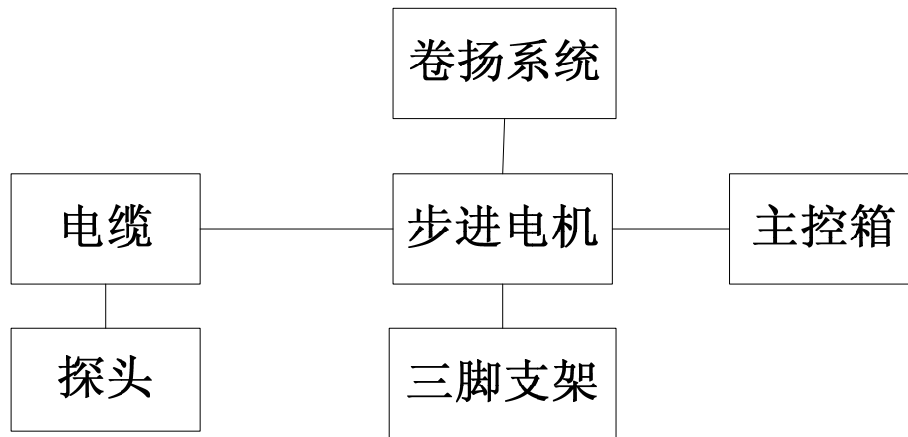 卷扬系统
电缆
步进电机
主控箱
探头
三脚支架